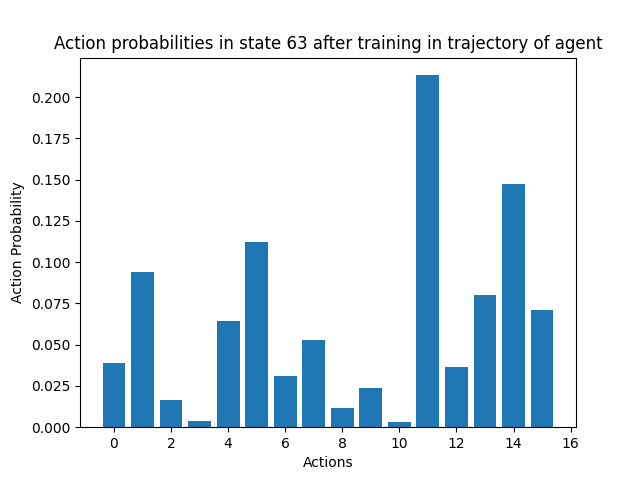 Action probabilities in state 63 after training in trajectory of agent
Action Probability
0.200
0.175
0.150
0.125
0.100
0.075
0.050
0.025
0.000
0 2 4 6 8 10 12 14 16
Actions